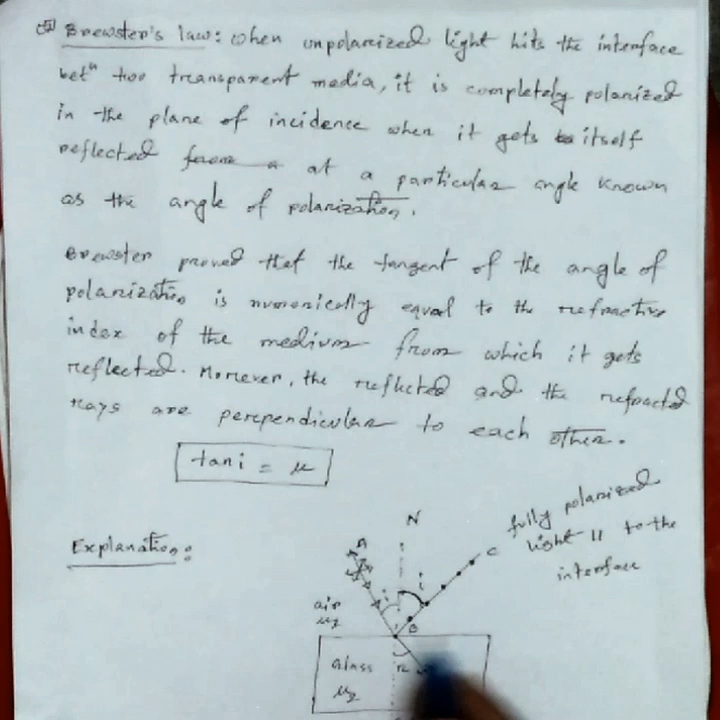 Brewster's law: when unpolarized light hits the interface
betⁿ two transparent media, it is completely polarized
in the plane of incidence when it gets itself
reflected at a particular angle known
as the angle of polarization.
Brewster proved that the tangent of the angle of
polarization is numerically equal to the refractive
index of the medium from which it gets
reflected. Moreover, the reflected and the refracted
rays are perpendicular to each other.
tan i = μ
Explanation:
N
A
i
i
C
fully polarized
light || to the
interface
air
μ₁
B
glass
μ₂
r